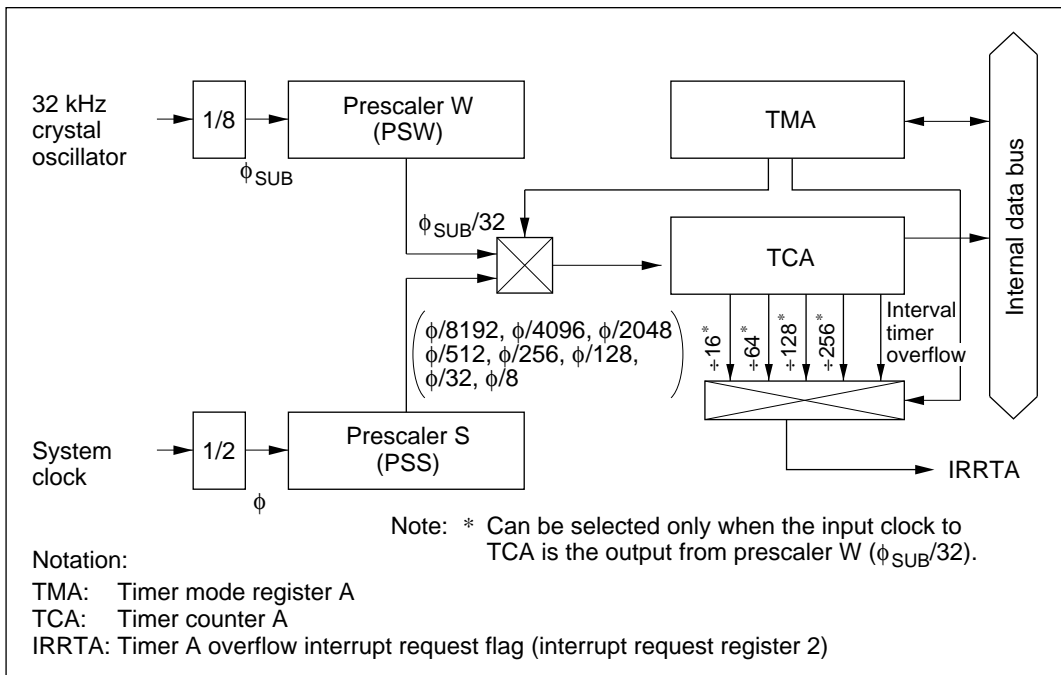 32 kHz
crystal
oscillator
1/8
ϕSUB
Prescaler W
(PSW)
TMA
Internal data bus
ϕSUB/32
TCA
ϕ/8192, ϕ/4096, ϕ/2048
ϕ/512, ϕ/256, ϕ/128,
ϕ/32, ϕ/8
÷16*
÷64*
÷128*
÷256*
Interval
timer
overflow
System
clock
1/2
ϕ
Prescaler S
(PSS)
IRRTA
Note: * Can be selected only when the input clock to
TCA is the output from prescaler W (ϕSUB/32).
Notation:
TMA: Timer mode register A
TCA: Timer counter A
IRRTA: Timer A overflow interrupt request flag (interrupt request register 2)